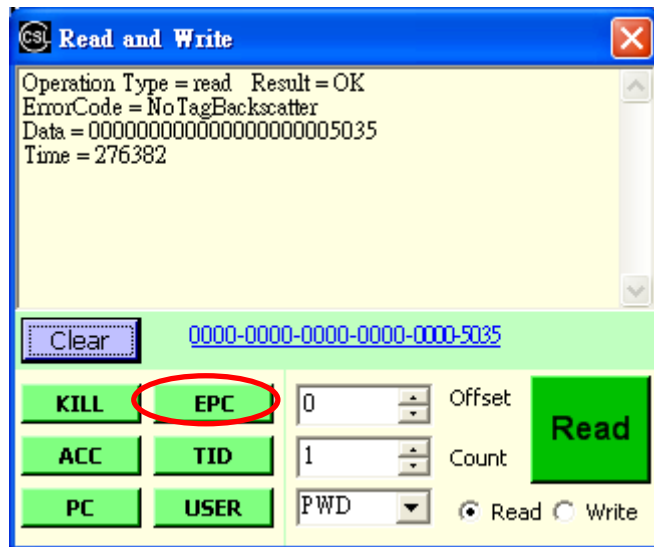 CSL Read and Write
Operation Type = read Result = OK
ErrorCode = NoTagBackscatter
Data = 000000000000000000005035
Time = 276382
Clear 0000-0000-0000-0000-0000-5035
KILL EPC 0 Offset Read
ACC TID 1 Count
PC USER PWD Read Write